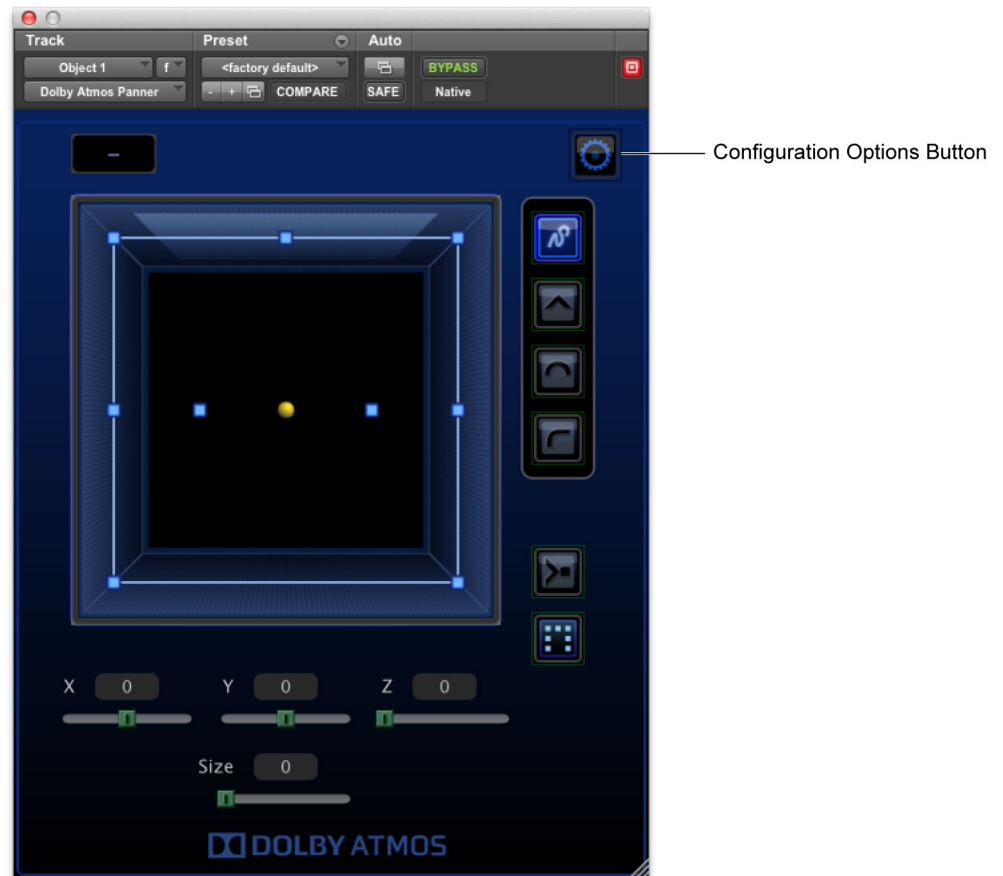 Track Preset Auto
Object 1 f <factory default> BYPASS
Dolby Atmos Panner - + COMPARE SAFE Native
–
Configuration Options Button
X 0 Y 0 Z 0
Size 0
DOLBY ATMOS